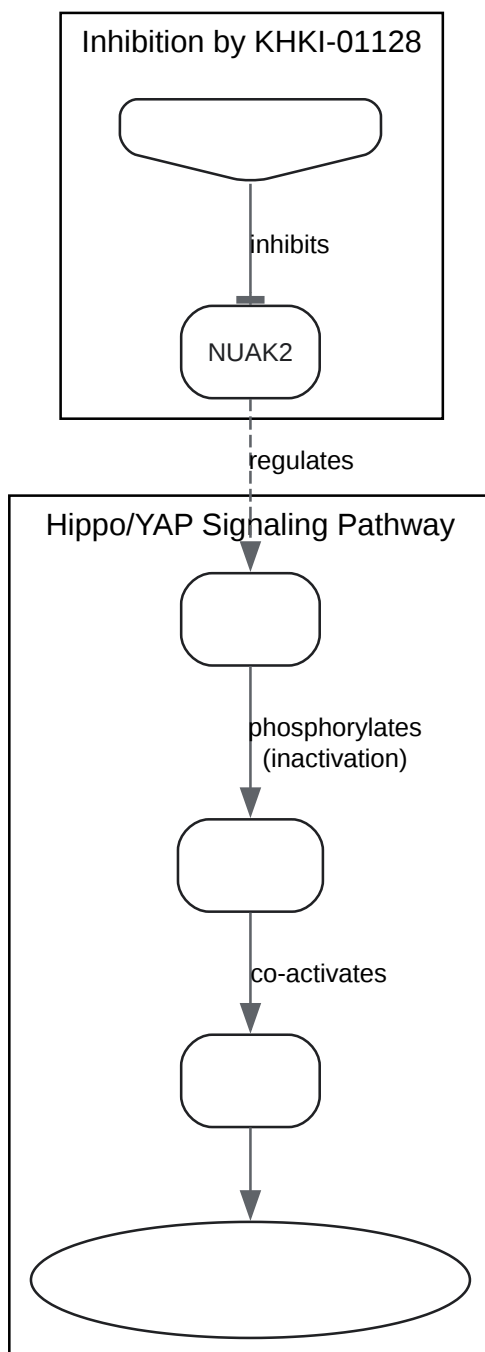 Inhibition by KHKI-01128
inhibits
NUAK2
regulates
Hippo/YAP Signaling Pathway
phosphorylates
(inactivation)
co-activates